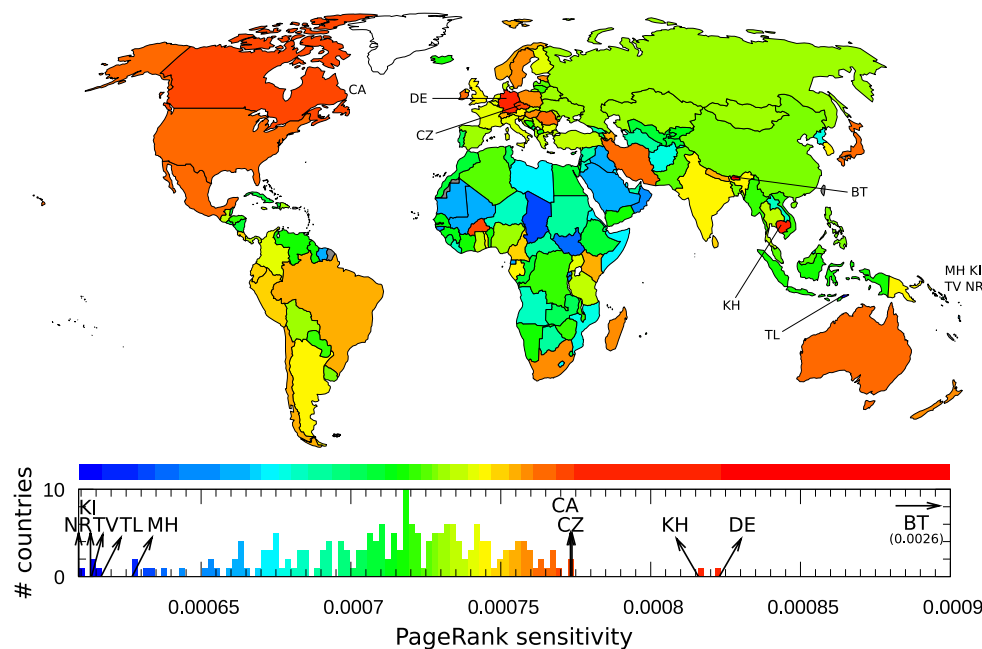 CA
DE
CZ
BT
KH
TL
MH KI
TV NR
# countries
10
5
0
KI
NR TV TL MH
CA
CZ
KH
DE
BT
(0.0026)
0.00065
0.0007
0.00075
0.0008
0.00085
0.0009
PageRank sensitivity